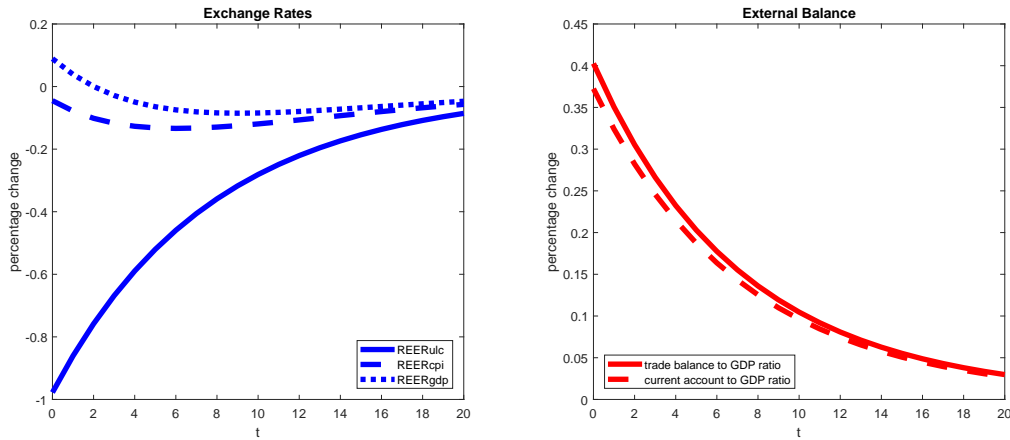 Exchange Rates
0.2
0
-0.2
-0.4
-0.6
-0.8
-1
percentage change
REERulc
REERcpi
REERgdp
0 2 4 6 8 10 12 14 16 18 20
t
External Balance
0.45
0.4
0.35
0.3
0.25
0.2
0.15
0.1
0.05
0
percentage change
trade balance to GDP ratio
current account to GDP ratio
0 2 4 6 8 10 12 14 16 18 20
t